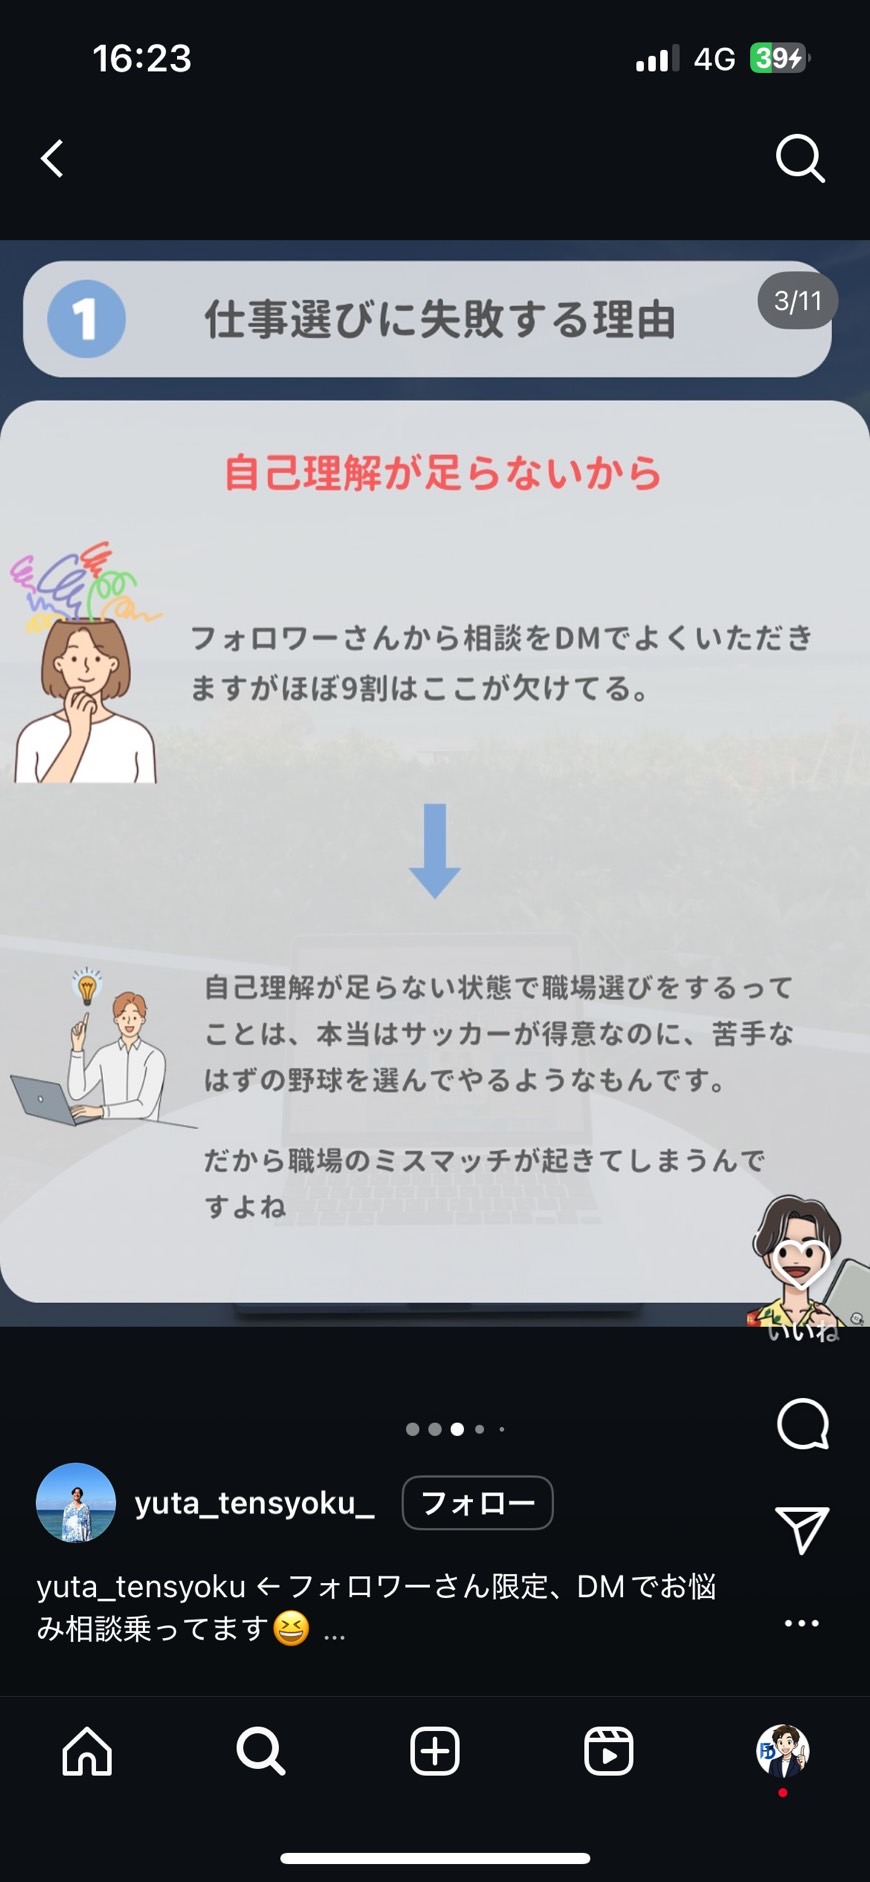 16:23
4G
39
3/11
1
仕事選びに失敗する理由
自己理解が足らないから
フォロワーさんから相談をDMでよくいただき
ますがほぼ9割はここが欠けてる。
自己理解が足らない状態で職場選びをするって
ことは、本当はサッカーが得意なのに、苦手な
はずの野球を選んでやるようなもんです。
だから職場のミスマッチが起きてしまうんで
すよね
いいね
yuta_tensyoku_
フォロー
yuta_tensyoku ← フォロワーさん限定、DMでお悩
み相談乗ってます😆 ...